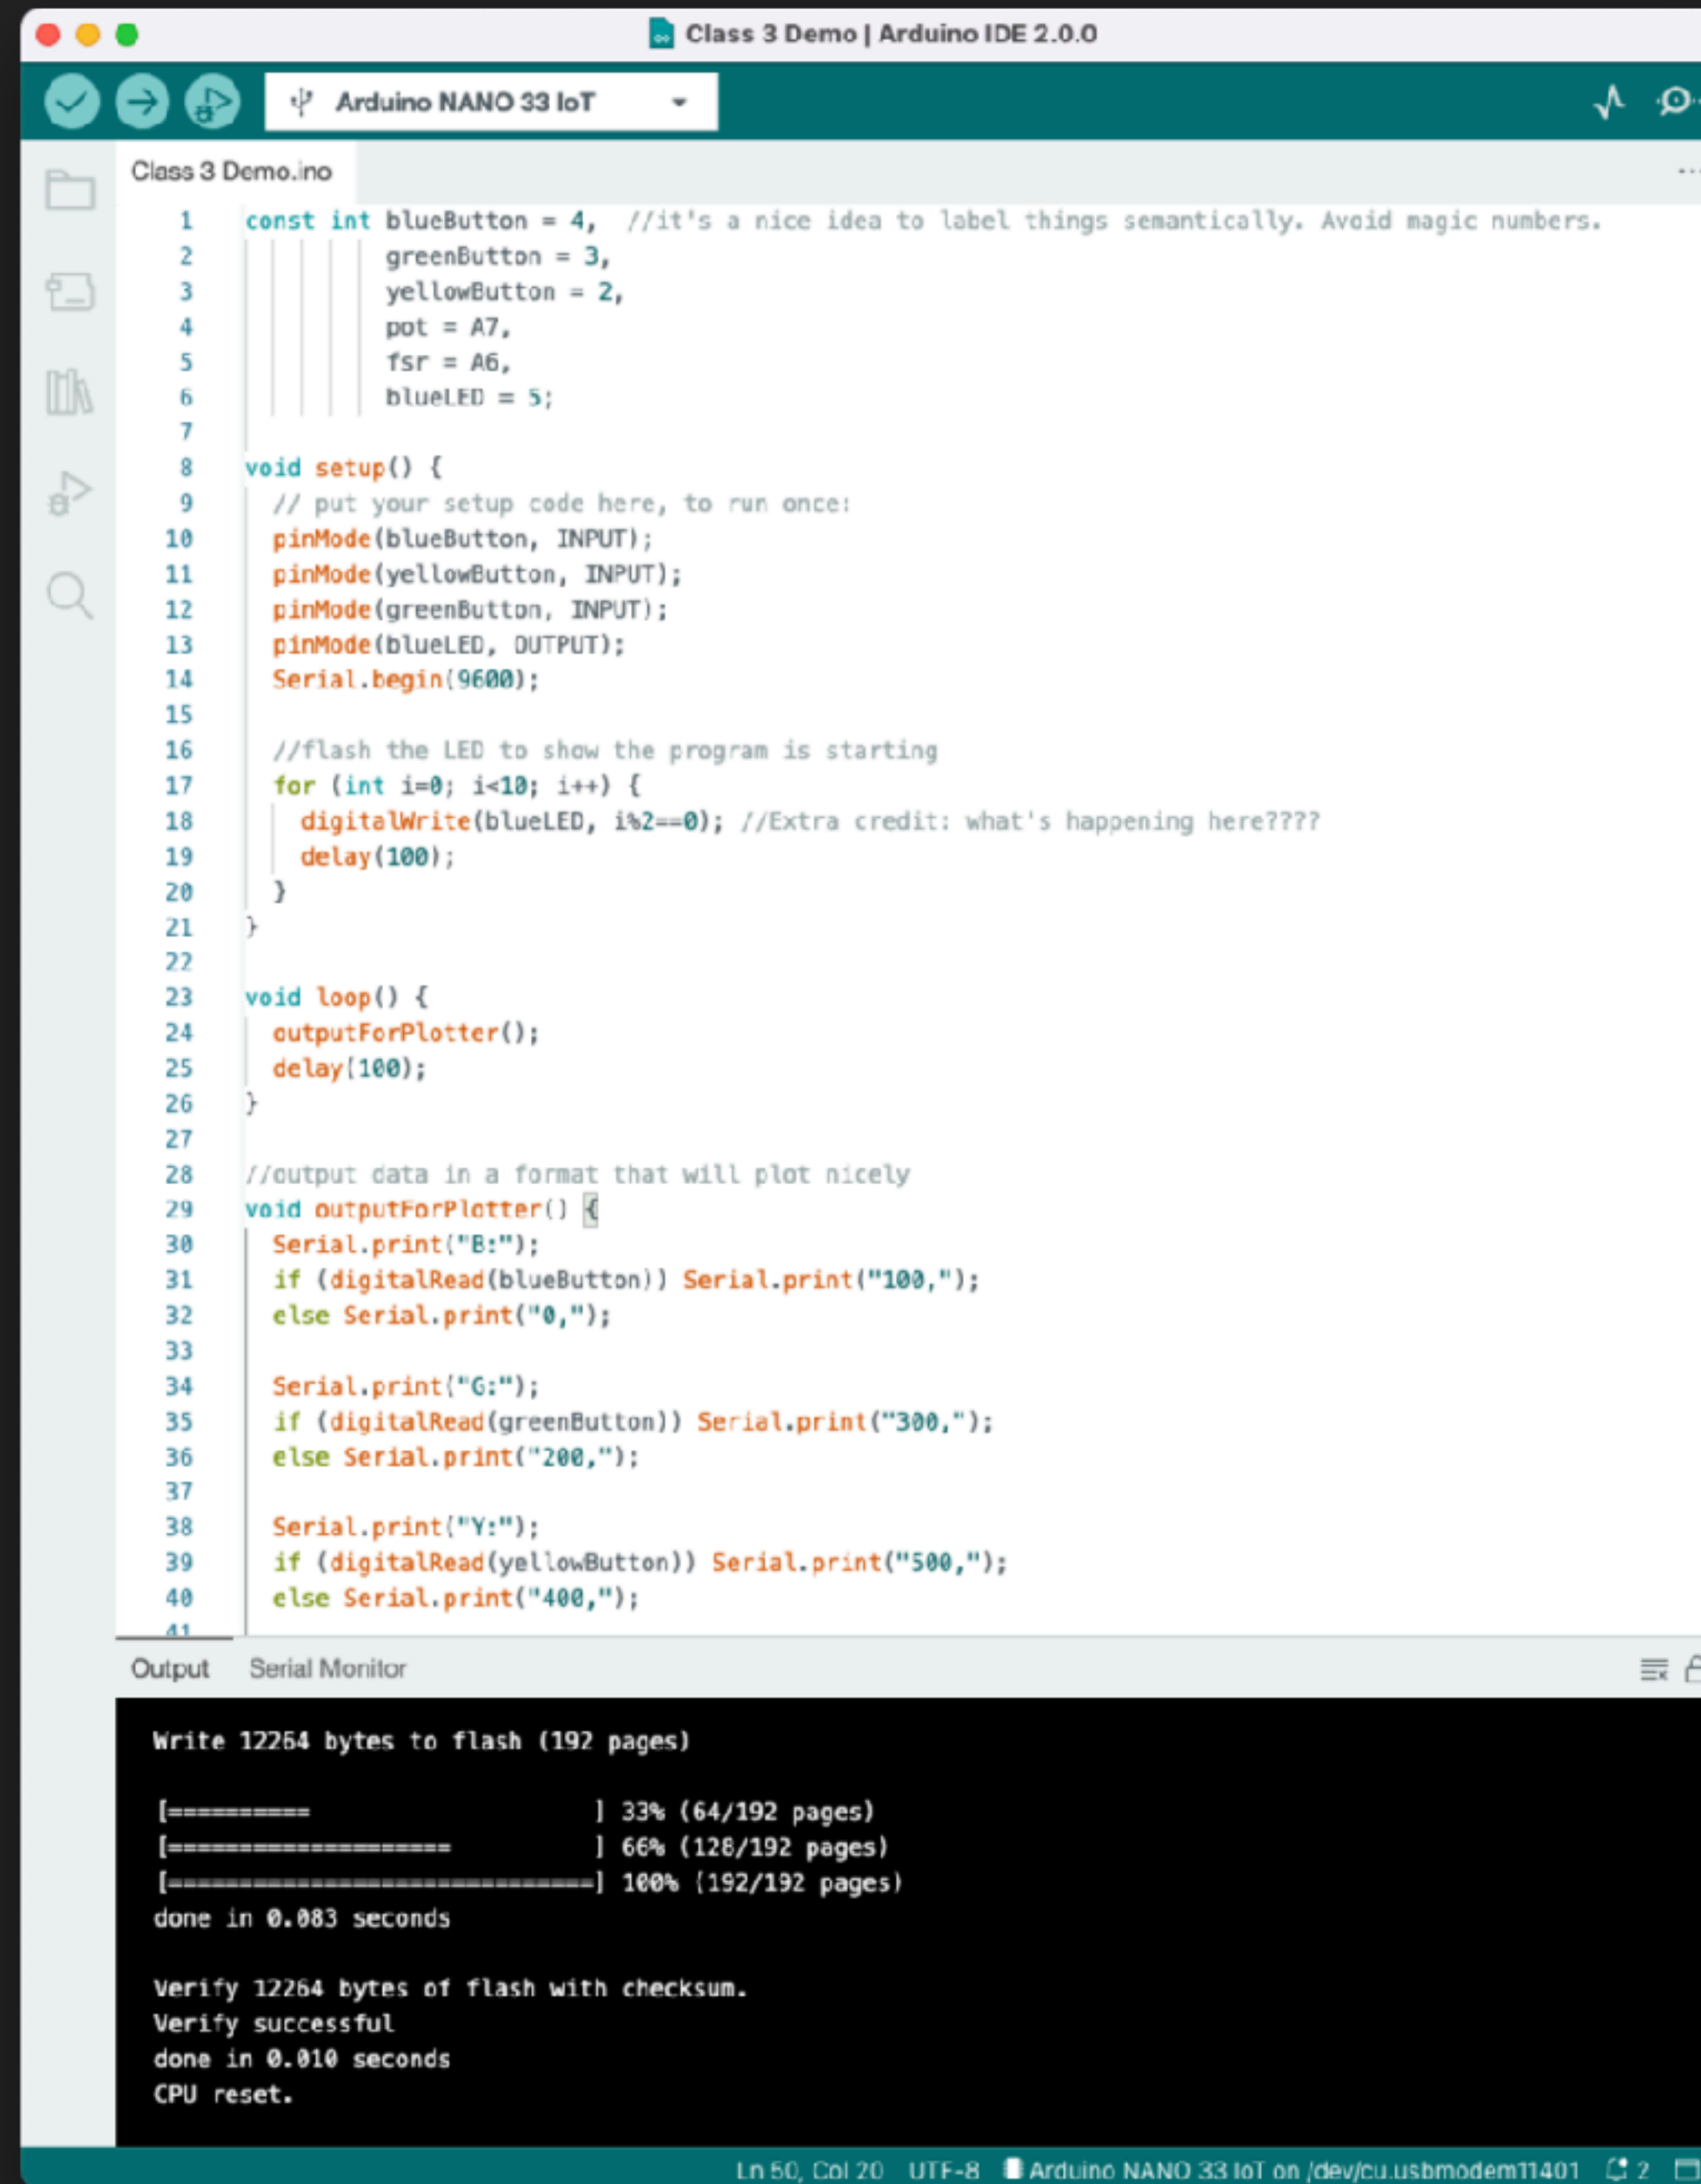 Class 3 Demo | Arduino IDE 2.0.0
Arduino NANO 33 IoT
Class 3 Demo.ino
1 const int blueButton = 4,  //it's a nice idea to label things semantically. Avoid magic numbers.
2           greenButton = 3,
3           yellowButton = 2,
4           pot = A7,
5           fsr = A6,
6           blueLED = 5;
7
8 void setup() {
9   // put your setup code here, to run once:
10   pinMode(blueButton, INPUT);
11   pinMode(yellowButton, INPUT);
12   pinMode(greenButton, INPUT);
13   pinMode(blueLED, OUTPUT);
14   Serial.begin(9600);
15
16   //flash the LED to show the program is starting
17   for (int i=0; i<10; i++) {
18     digitalWrite(blueLED, i%2==0); //Extra credit: what's happening here????
19     delay(100);
20   }
21 }
22
23 void loop() {
24   outputForPlotter();
25   delay(100);
26 }
27
28 //output data in a format that will plot nicely
29 void outputForPlotter() {
30   Serial.print("B:");
31   if (digitalRead(blueButton)) Serial.print("100,");
32   else Serial.print("0,");
33
34   Serial.print("G:");
35   if (digitalRead(greenButton)) Serial.print("300,");
36   else Serial.print("200,");
37
38   Serial.print("Y:");
39   if (digitalRead(yellowButton)) Serial.print("500,");
40   else Serial.print("400,");
41
Output Serial Monitor
Write 12264 bytes to flash (192 pages)
[==========                    ] 33% (64/192 pages)
[====================          ] 66% (128/192 pages)
[==============================] 100% (192/192 pages)
done in 0.083 seconds
Verify 12264 bytes of flash with checksum.
Verify successful
done in 0.010 seconds
CPU reset.
Ln 50, Col 20 UTF-8 Arduino NANO 33 IoT on /dev/cu.usbmodem11401 2